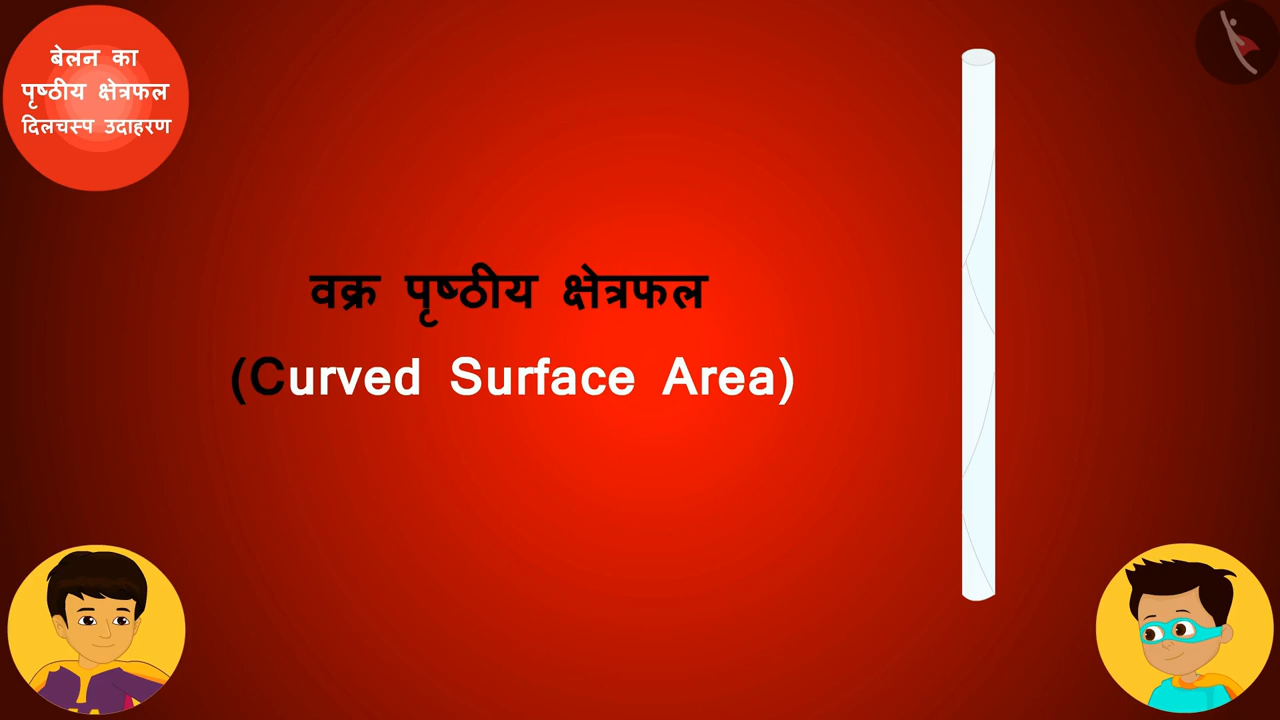 बेलन का
पृष्ठीय क्षेत्रफल
दिलचस्प उदाहरण
वक्र पृष्ठीय क्षेत्रफल
(Curved Surface Area)